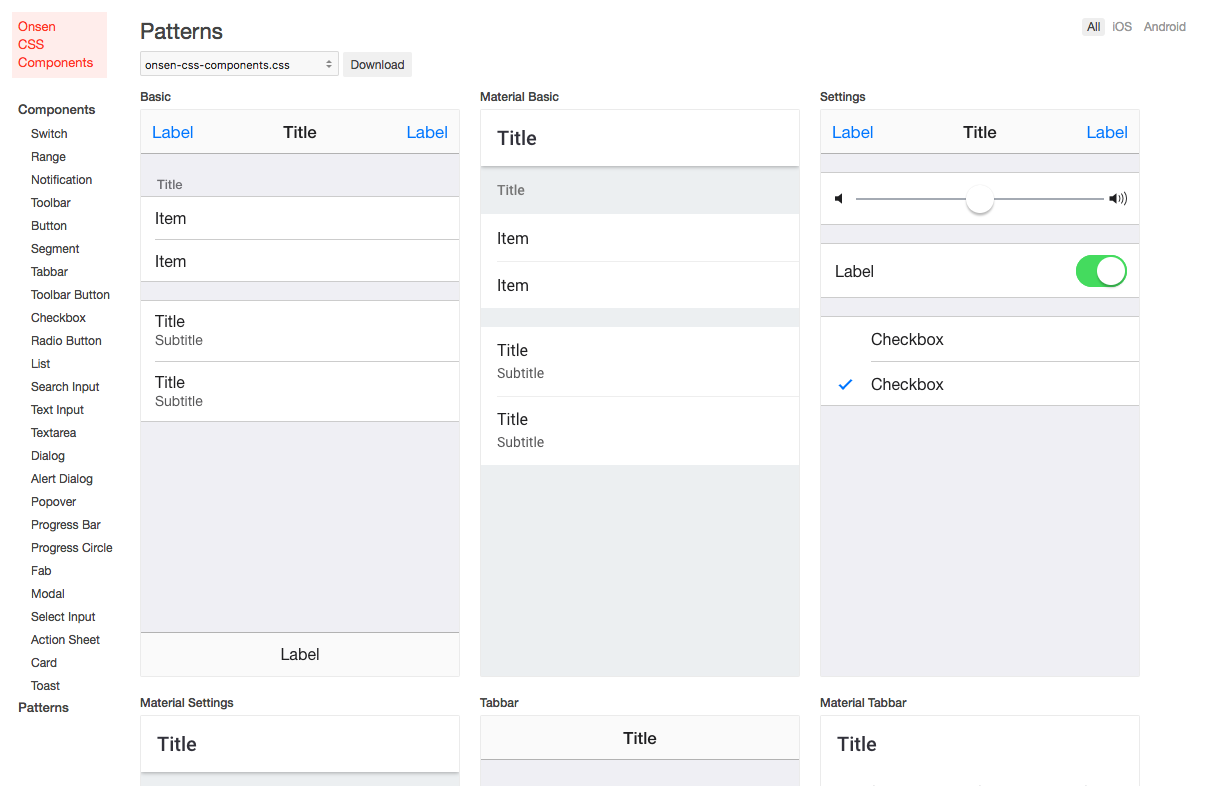 Onsen
CSS
Components
Components
Switch
Range
Notification
Toolbar
Button
Segment
Tabbar
Toolbar Button
Checkbox
Radio Button
List
Search Input
Text Input
Textarea
Dialog
Alert Dialog
Popover
Progress Bar
Progress Circle
Fab
Modal
Select Input
Action Sheet
Card
Toast
Patterns
Patterns
All iOS Android
onsen-css-components.css Download
Basic
Label Title Label
Title
Item
Item
Title
Subtitle
Title
Subtitle
Label
Material Basic
Title
Title
Item
Item
Title
Subtitle
Title
Subtitle
Settings
Label Title Label
Label
Checkbox
Checkbox
Material Settings
Title
Tabbar
Title
Material Tabbar
Title